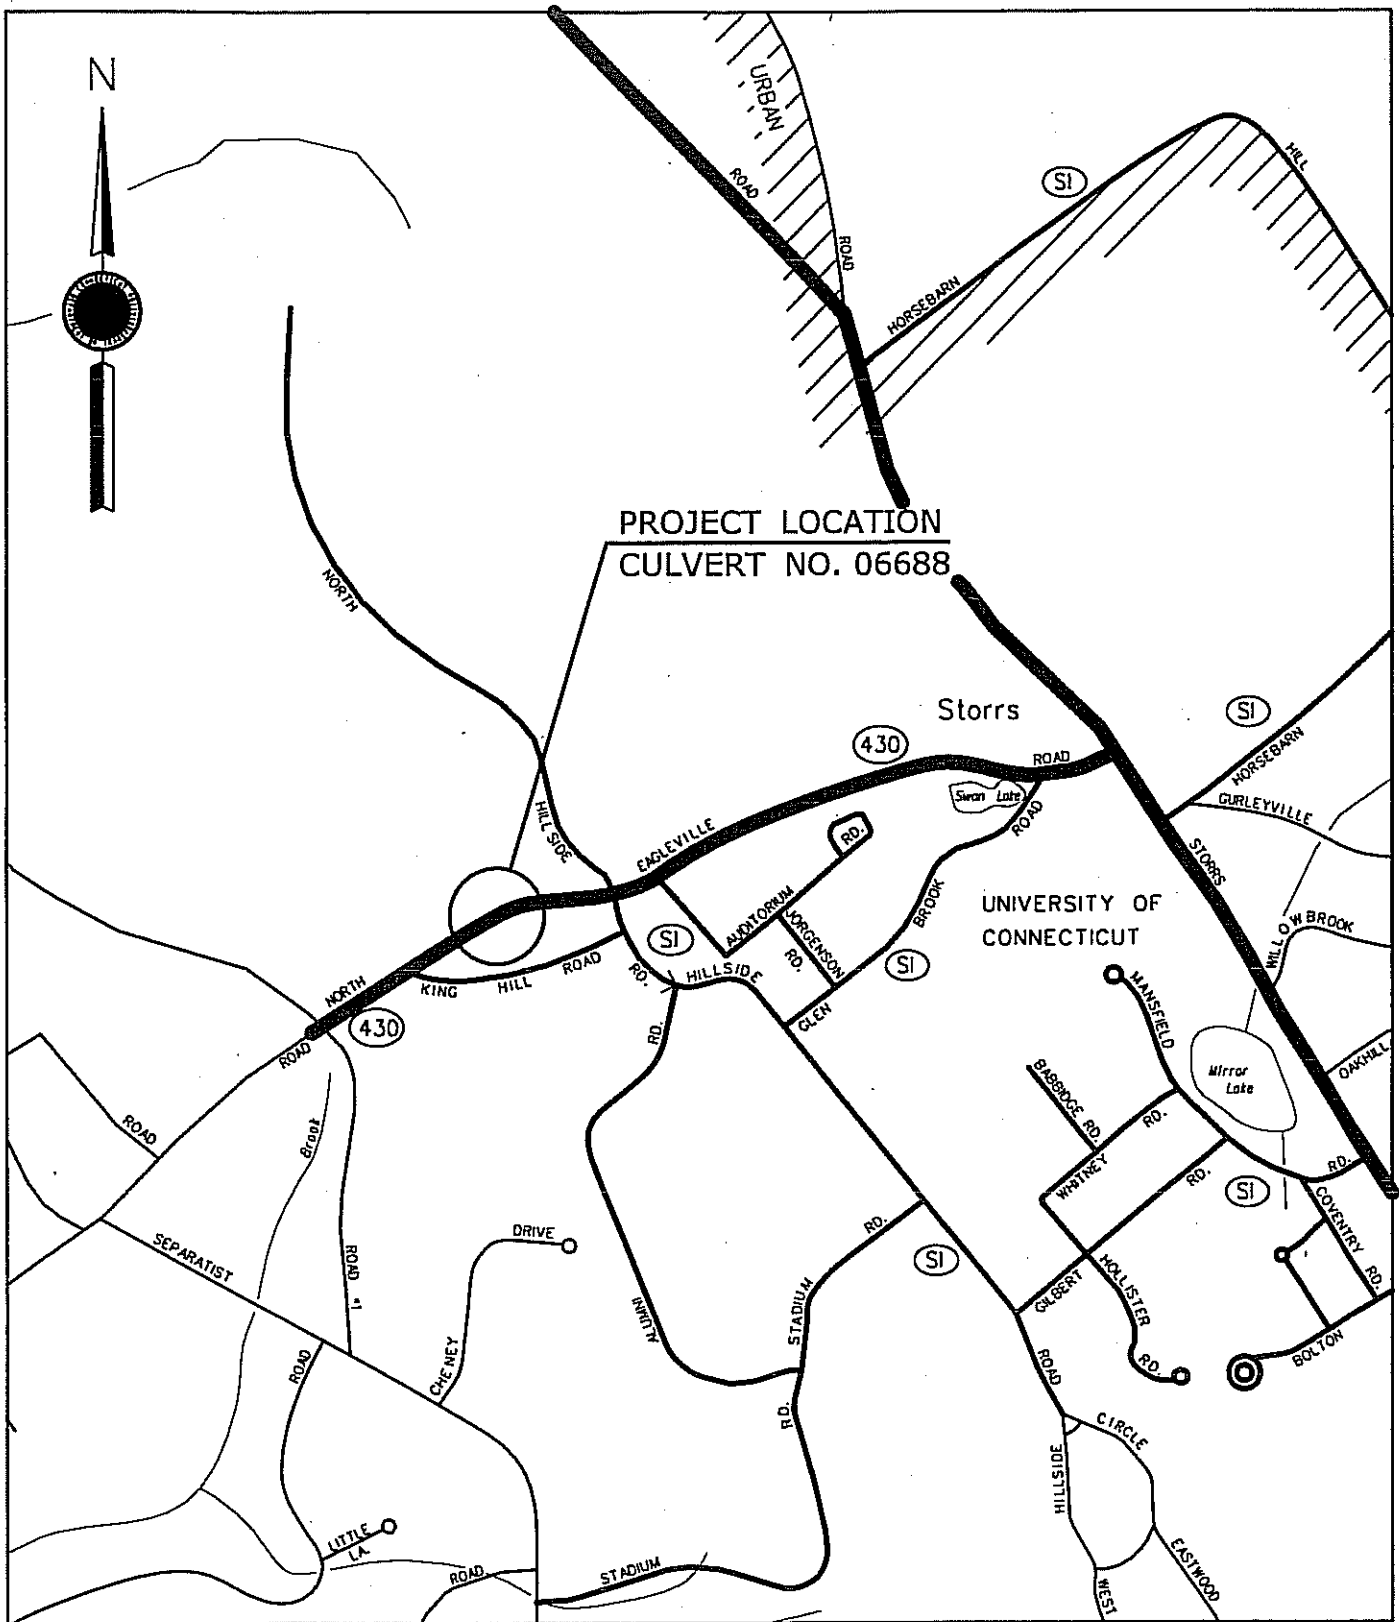 N
URBAN
ROAD
ROAD
HILL
SI
HORSEBARN
PROJECT LOCATION
CULVERT NO. 06688
NORTH
Storrs
SI
430
ROAD
HORSEBARN
Swan Lake
GURLEYVILLE
HILLSIDE
ROAD
EAGLEVILLE
RD.
STORRS
AUDITORIUM
BROOK
UNIVERSITY OF
CONNECTICUT
JORGENSON
RD.
WILLOWBROOK
SI
SI
ROAD
RD.
HILLSIDE
NORTH
KING
HILL
MANSFIELD
GLEN
430
RD.
ROAD
OAKHILL
Mirror
Lake
BABBIDGE RD.
ROAD
Brook
RD.
WHITNEY
RD.
RD.
SI
COVENTRY
RD.
DRIVE
RD.
SEPARATIST
ROAD #1
SI
HOLLISTER
GILBERT
STADIUM
ALUMNI
BOLTON
ROAD
CHENEY
ROAD
RD.
RD.
CIRCLE
HILLSIDE
LITTLE
LA.
EASTWOOD
ROAD
STADIUM
WEST